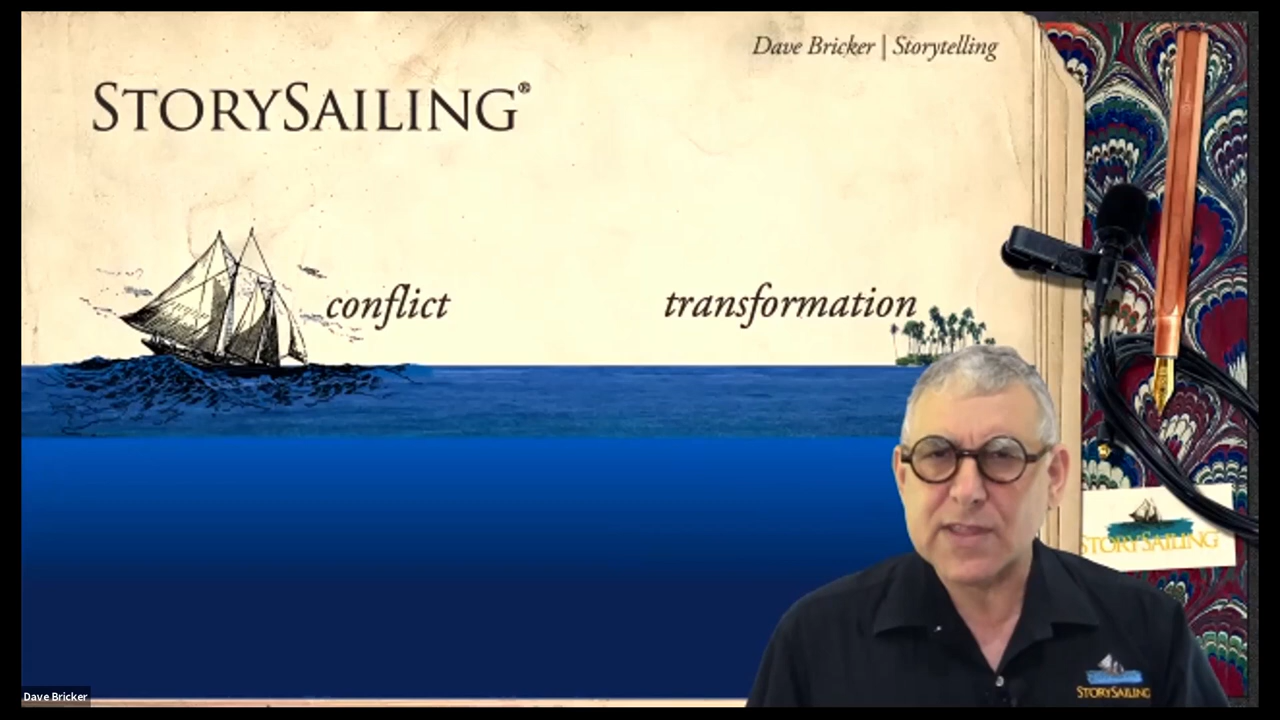 Dave Bricker | Storytelling
STORYSAILING®
conflict
transformation
STORYSAILING
STORYSAILING
Dave Bricker